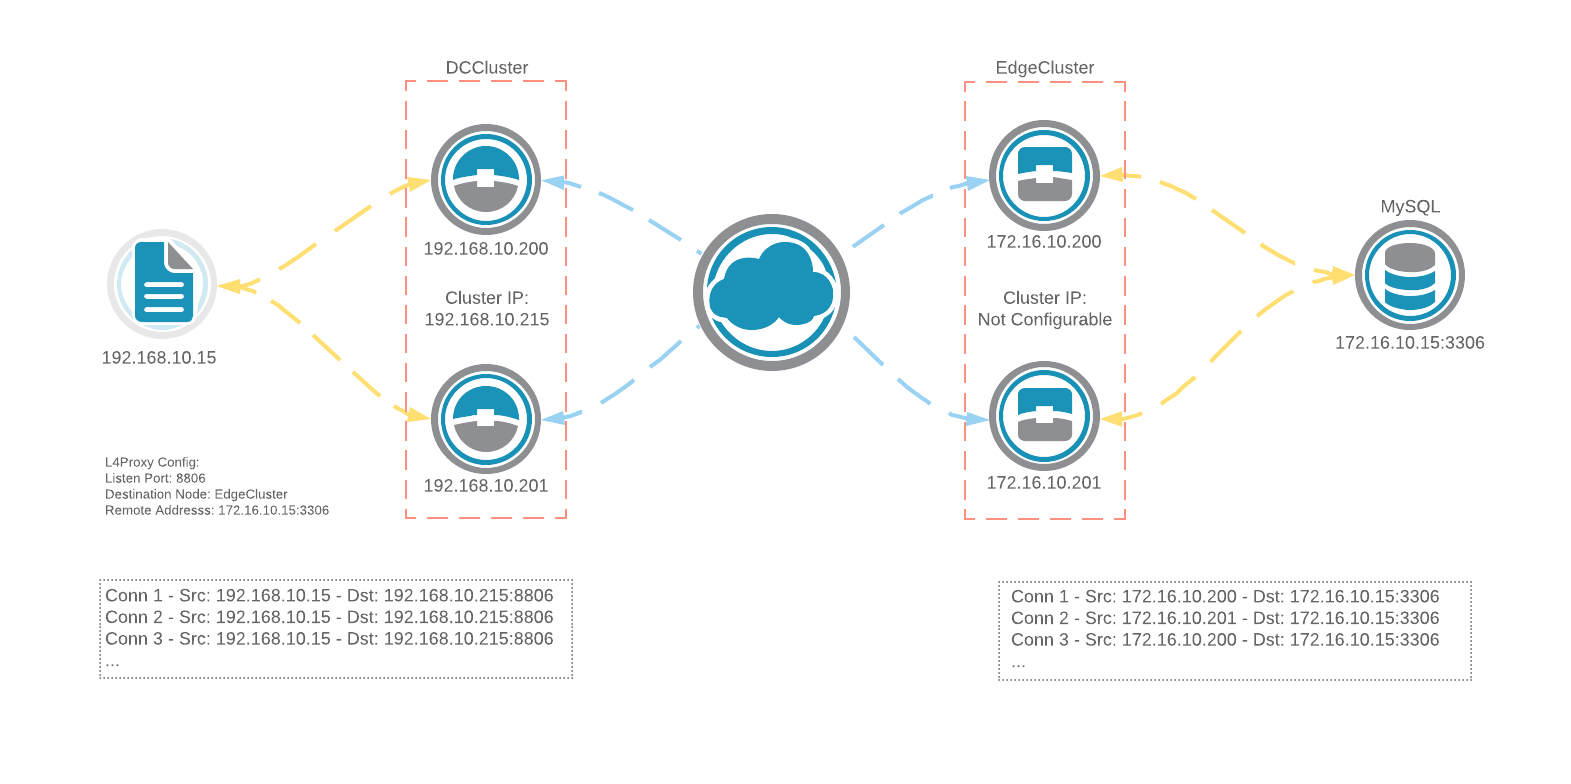 DCCluster
EdgeCluster
MySQL
192.168.10.200
172.16.10.200
Cluster IP:
192.168.10.215
Cluster IP:
Not Configurable
192.168.10.15
172.16.10.15:3306
192.168.10.201
172.16.10.201
L4Proxy Config:
Listen Port: 8806
Destination Node: EdgeCluster
Remote Addresss: 172.16.10.15:3306
Conn 1 - Src: 192.168.10.15 - Dst: 192.168.10.215:8806
Conn 2 - Src: 192.168.10.15 - Dst: 192.168.10.215:8806
Conn 3 - Src: 192.168.10.15 - Dst: 192.168.10.215:8806
...
Conn 1 - Src: 172.16.10.200 - Dst: 172.16.10.15:3306
Conn 2 - Src: 172.16.10.201 - Dst: 172.16.10.15:3306
Conn 3 - Src: 172.16.10.200 - Dst: 172.16.10.15:3306
...